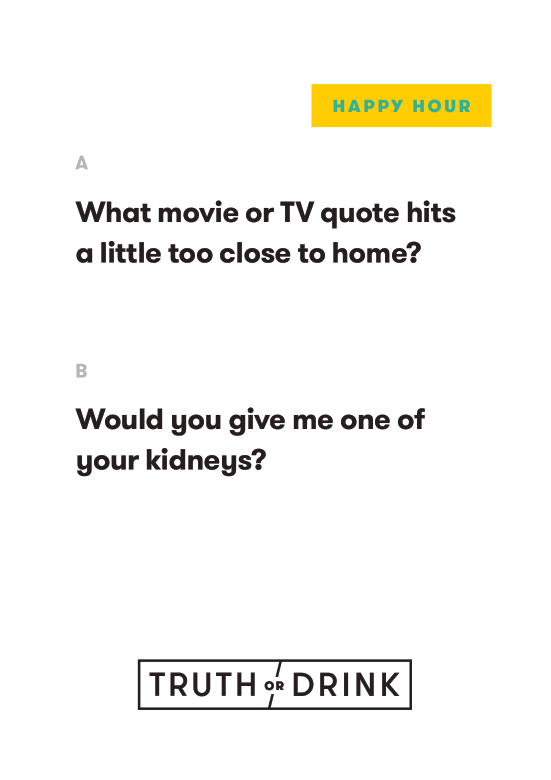 HAPPY HOUR
A
What movie or TV quote hits
a little too close to home?
B
Would you give me one of
your kidneys?
TRUTH OR DRINK